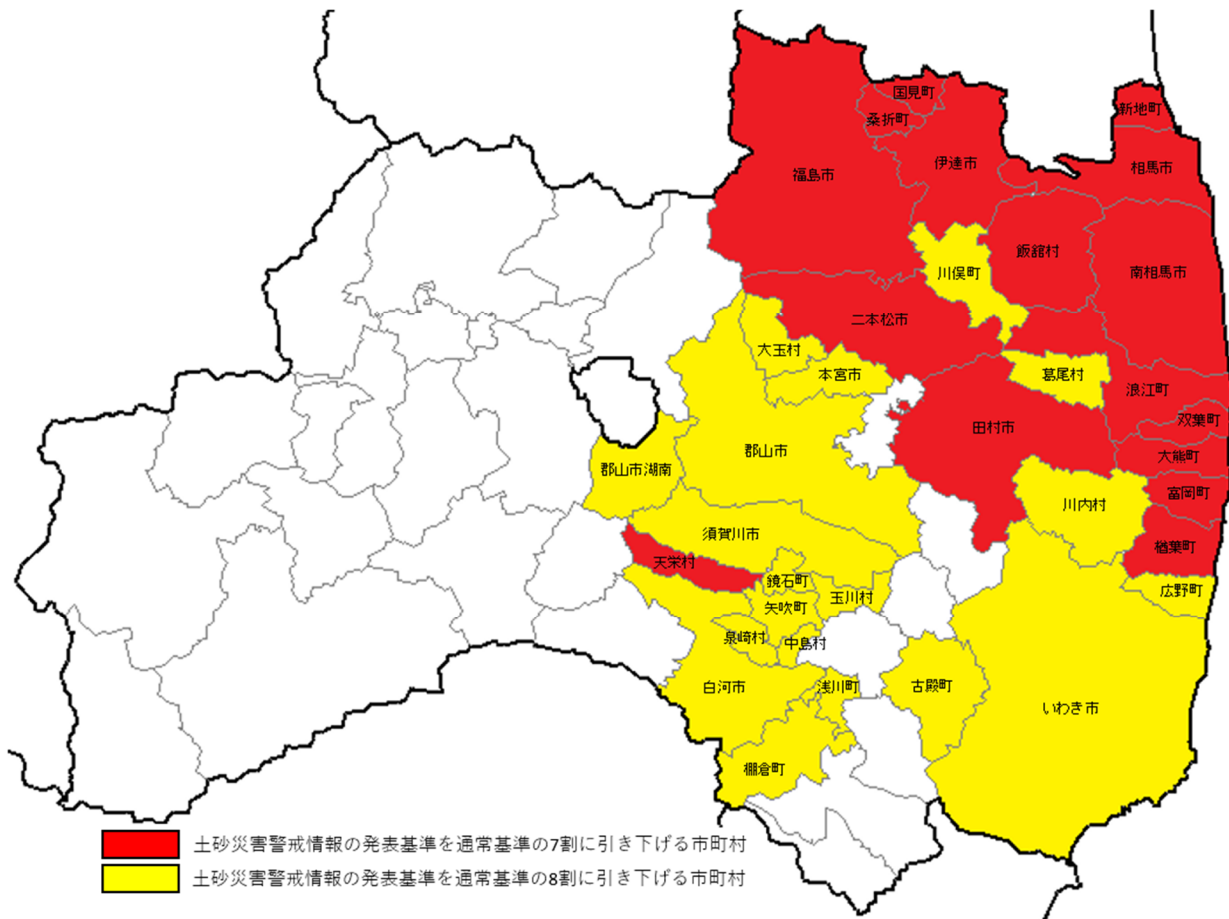 国見町
新地町
桑折町
伊達市
相馬市
福島市
飯舘村
川俣町
南相馬市
二本松市
大玉村
本宮市
葛尾村
浪江町
双葉町
田村市
郡山市
大熊町
郡山市湖南
富岡町
川内村
須賀川市
楢葉町
天栄村
鏡石町
広野町
玉川村
矢吹町
泉崎村
中島村
白河市
浅川町
古殿町
いわき市
棚倉町
土砂災害警戒情報の発表基準を通常基準の7割に引き下げる市町村
土砂災害警戒情報の発表基準を通常基準の8割に引き下げる市町村